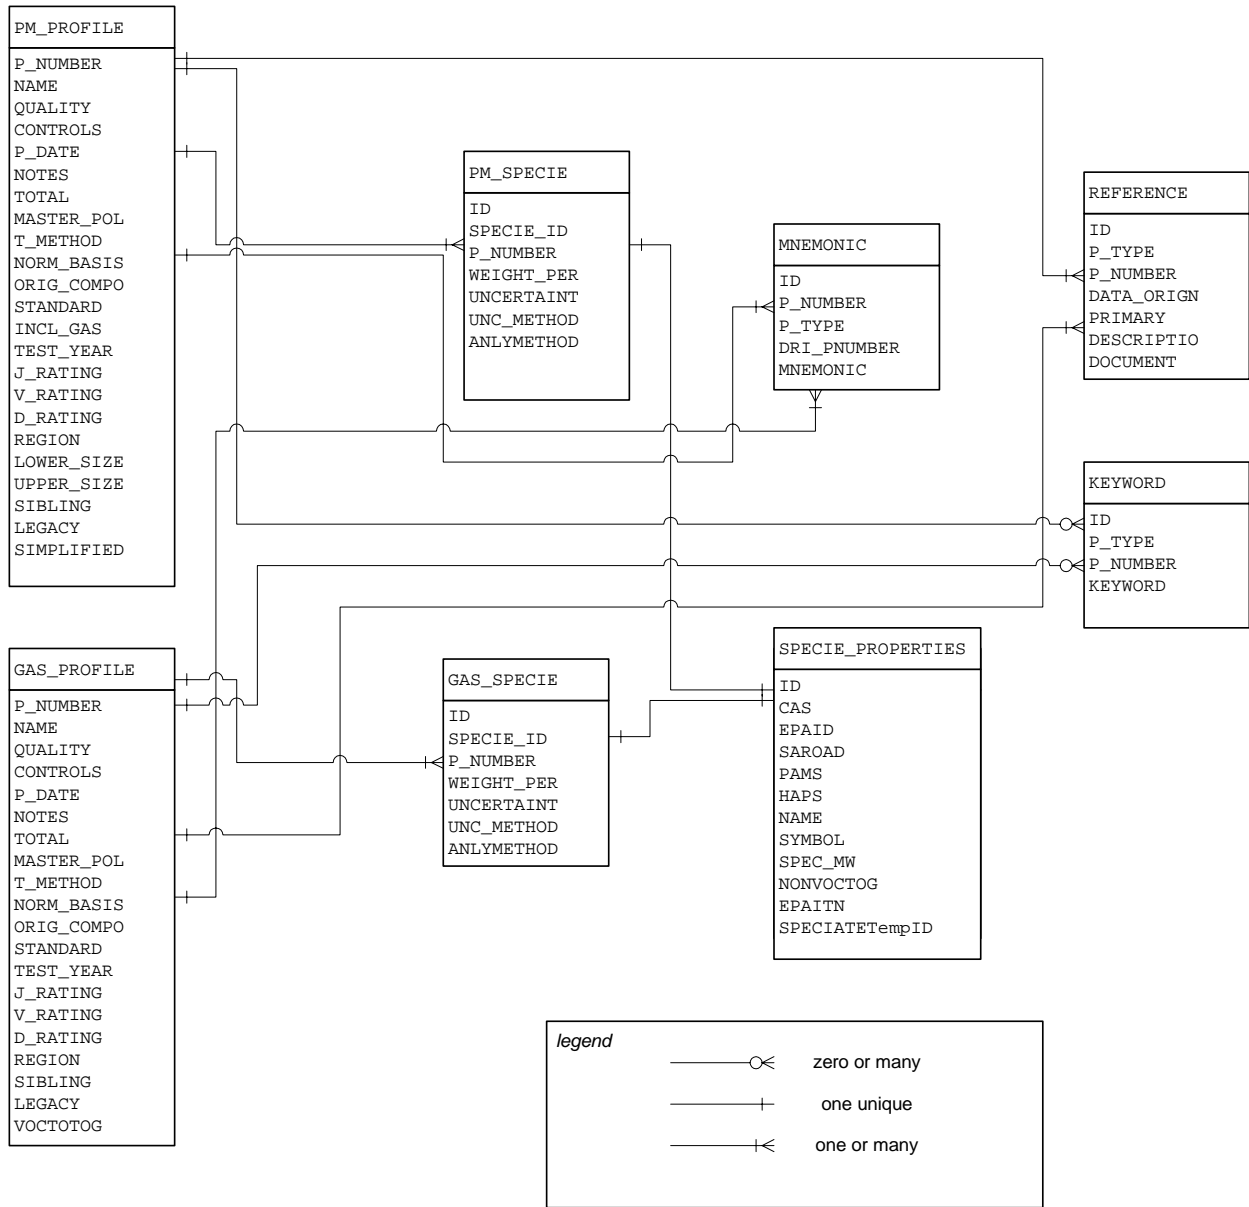 PM_PROFILE
P_NUMBER
NAME
QUALITY
CONTROLS
P_DATE
NOTES
TOTAL
MASTER_POL
T_METHOD
NORM_BASIS
ORIG_COMPO
STANDARD
INCL_GAS
TEST_YEAR
J_RATING
V_RATING
D_RATING
REGION
LOWER_SIZE
UPPER_SIZE
SIBLING
LEGACY
SIMPLIFIED
PM_SPECIE
ID
SPECIE_ID
P_NUMBER
WEIGHT_PER
UNCERTAINT
UNC_METHOD
ANLYMETHOD
MNEMONIC
ID
P_NUMBER
P_TYPE
DRI_PNUMBER
MNEMONIC
REFERENCE
ID
P_TYPE
P_NUMBER
DATA_ORIGN
PRIMARY
DESCRIPTIO
DOCUMENT
KEYWORD
ID
P_TYPE
P_NUMBER
KEYWORD
GAS_PROFILE
P_NUMBER
NAME
QUALITY
CONTROLS
P_DATE
NOTES
TOTAL
MASTER_POL
T_METHOD
NORM_BASIS
ORIG_COMPO
STANDARD
TEST_YEAR
J_RATING
V_RATING
D_RATING
REGION
SIBLING
LEGACY
VOCTOTOG
GAS_SPECIE
ID
SPECIE_ID
P_NUMBER
WEIGHT_PER
UNCERTAINT
UNC_METHOD
ANLYMETHOD
SPECIE_PROPERTIES
ID
CAS
EPAID
SAROAD
PAMS
HAPS
NAME
SYMBOL
SPEC_MW
NONVOCTOG
EPAITN
SPECIATETempID
legend
zero or many
one unique
one or many